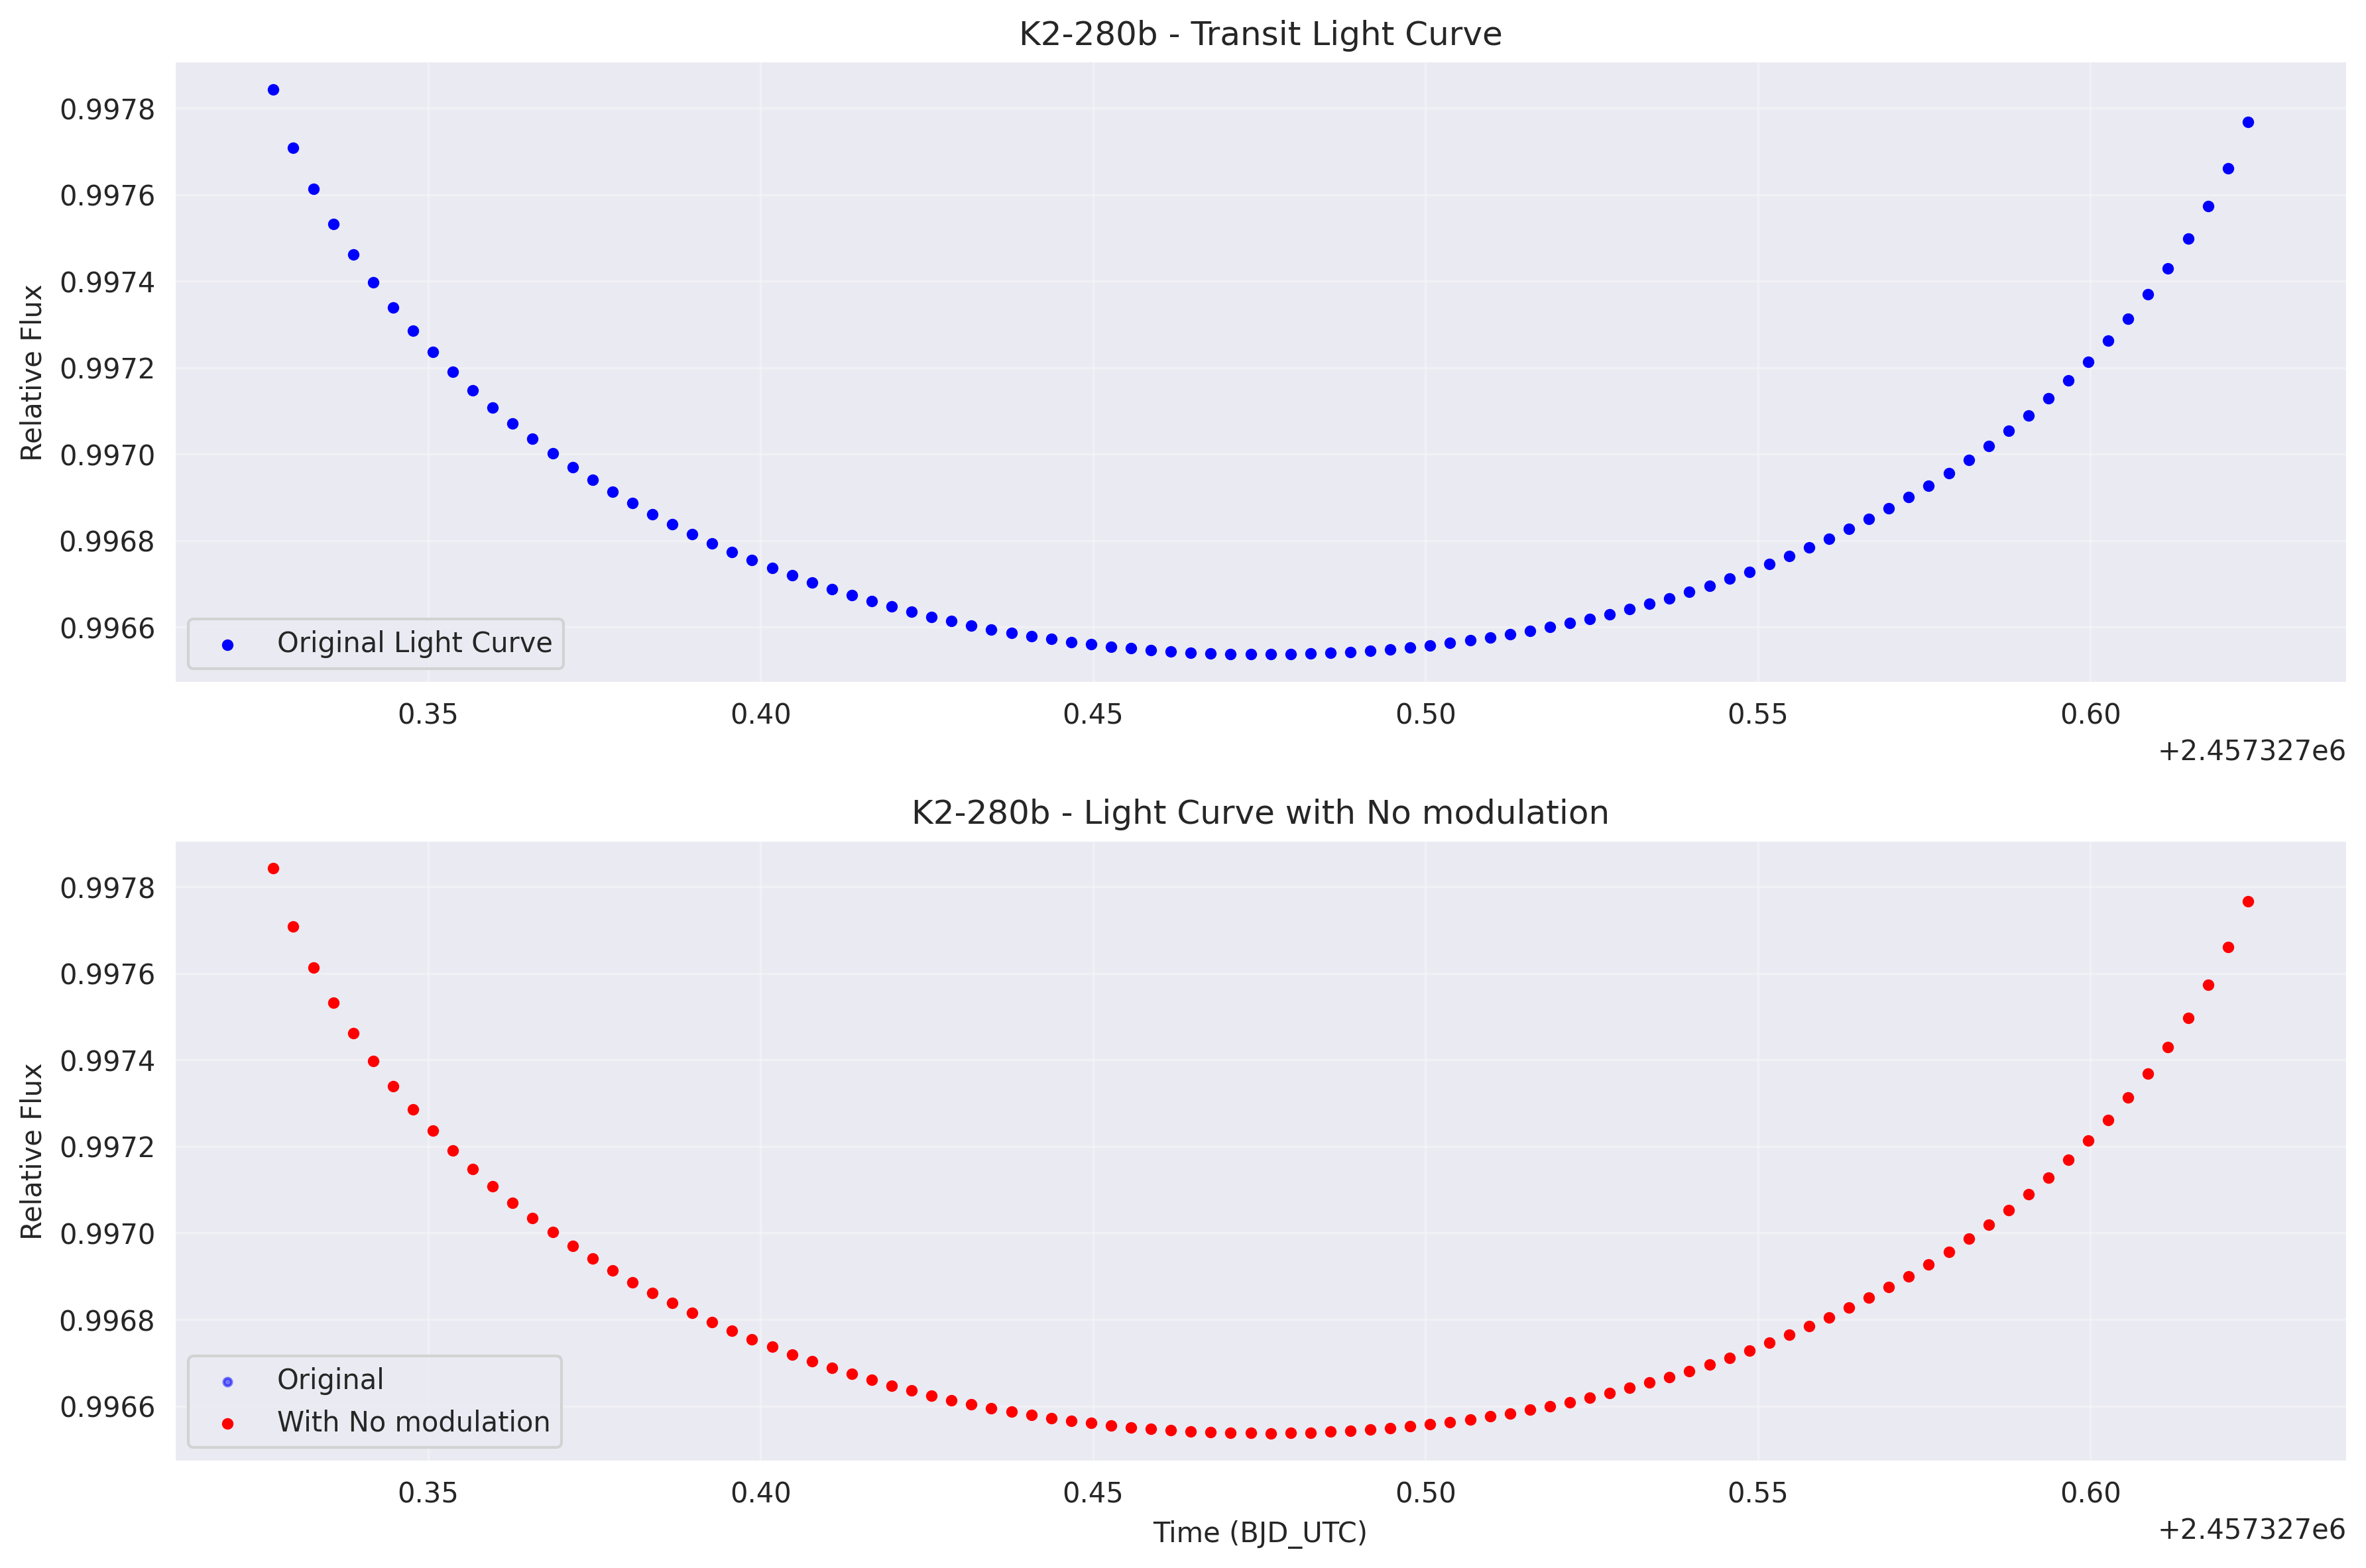 K2-280b - Transit Light Curve
0.9978
0.9976
0.9974
0.9972
0.9970
0.9968
0.9966
Relative Flux
Original Light Curve
0.35 0.40 0.45 0.50 0.55 0.60
+2.457327e6
K2-280b - Light Curve with No modulation
0.9978
0.9976
0.9974
0.9972
0.9970
0.9968
0.9966
Relative Flux
Original
With No modulation
0.35 0.40 0.45 0.50 0.55 0.60
Time (BJD_UTC)
+2.457327e6